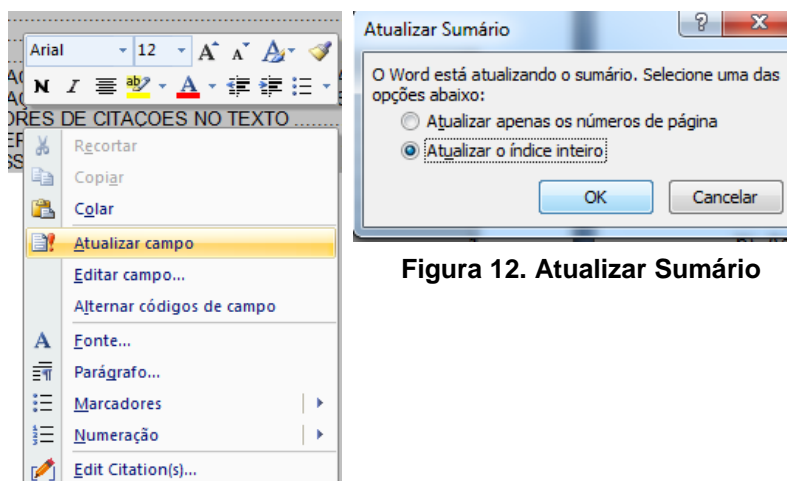 Arial 12 A A A
N I ab A
DE CITAÇOES NO TEXTO ........
Recortar
Copiar
Colar
Atualizar campo
Editar campo...
Alternar códigos de campo
A Fonte...
Parágrafo...
Marcadores
Numeração
Edit Citation(s)...
Atualizar Sumário
O Word está atualizando o sumário. Selecione uma das
opções abaixo:
Atualizar apenas os números de página
Atualizar o índice inteiro
OK Cancelar
Figura 12. Atualizar Sumário